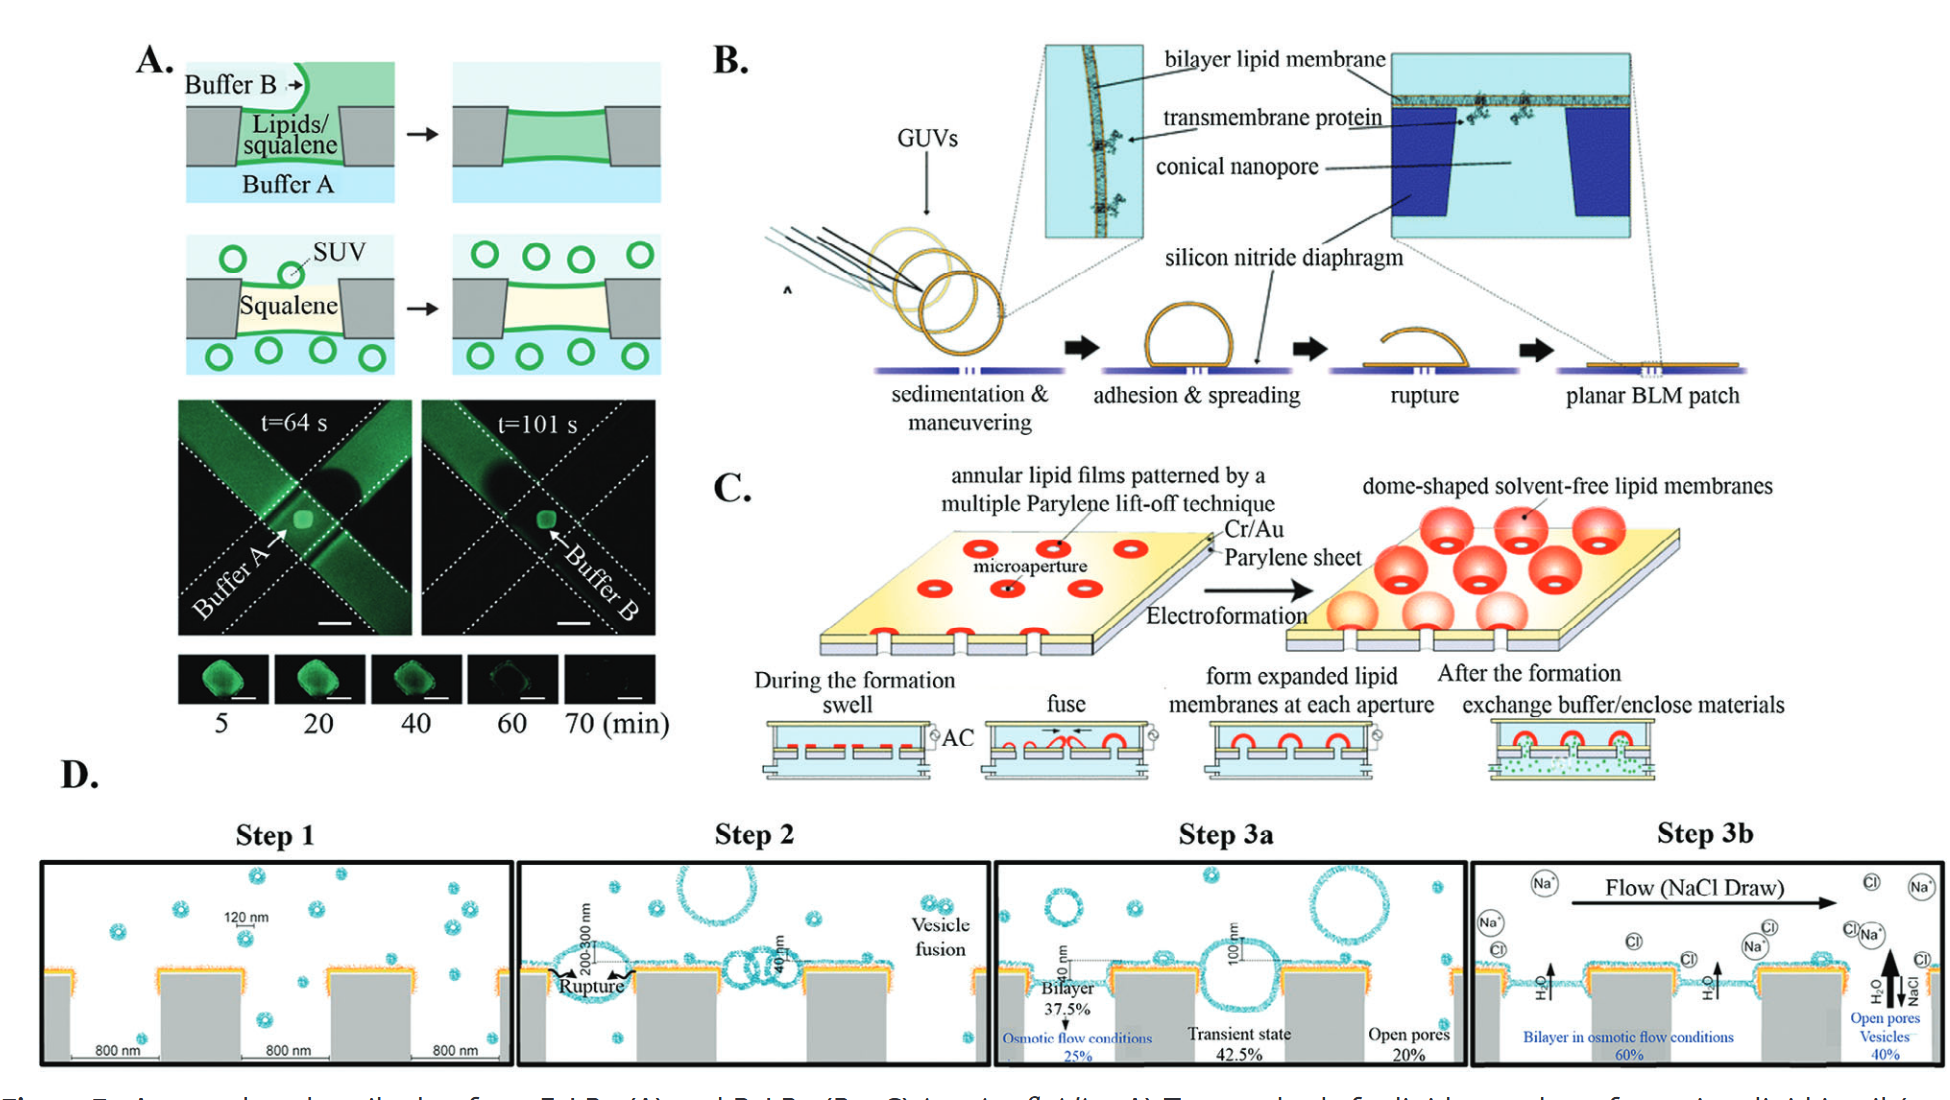 A.
Buffer B
Lipids/
squalene
Buffer A
SUV
Squalene
t=64 s
t=101 s
Buffer A
Buffer B
5 20 40 60 70 (min)
B.
GUVs
bilayer lipid membrane
transmembrane protein
conical nanopore
silicon nitride diaphragm
sedimentation &
maneuvering
adhesion & spreading
rupture
planar BLM patch
C.
annular lipid films patterned by a
multiple Parylene lift-off technique
Cr/Au
Parylene sheet
microaperture
Electroformation
dome-shaped solvent-free lipid membranes
During the formation
swell
AC
fuse
form expanded lipid
membranes at each aperture
After the formation
exchange buffer/enclose materials
D.
Step 1
120 nm
800 nm
800 nm
800 nm
Step 2
200-300 nm
Rupture
40 nm
Vesicle
fusion
Step 3a
40 nm
Bilayer
37.5%
Osmotic flow conditions
25%
100 nm
Transient state
42.5%
Open pores
20%
Step 3b
Na⁺
Cl⁻
Na⁺
Flow (NaCl Draw)
Na⁺
Cl⁻
Cl⁻
Cl⁻
Na⁺
Cl⁻
Cl⁻
Na⁺
Cl⁻
H₂O
H₂O
H₂O
NaCl
Bilayer in osmotic flow conditions
60%
Open pores
Vesicles
40%